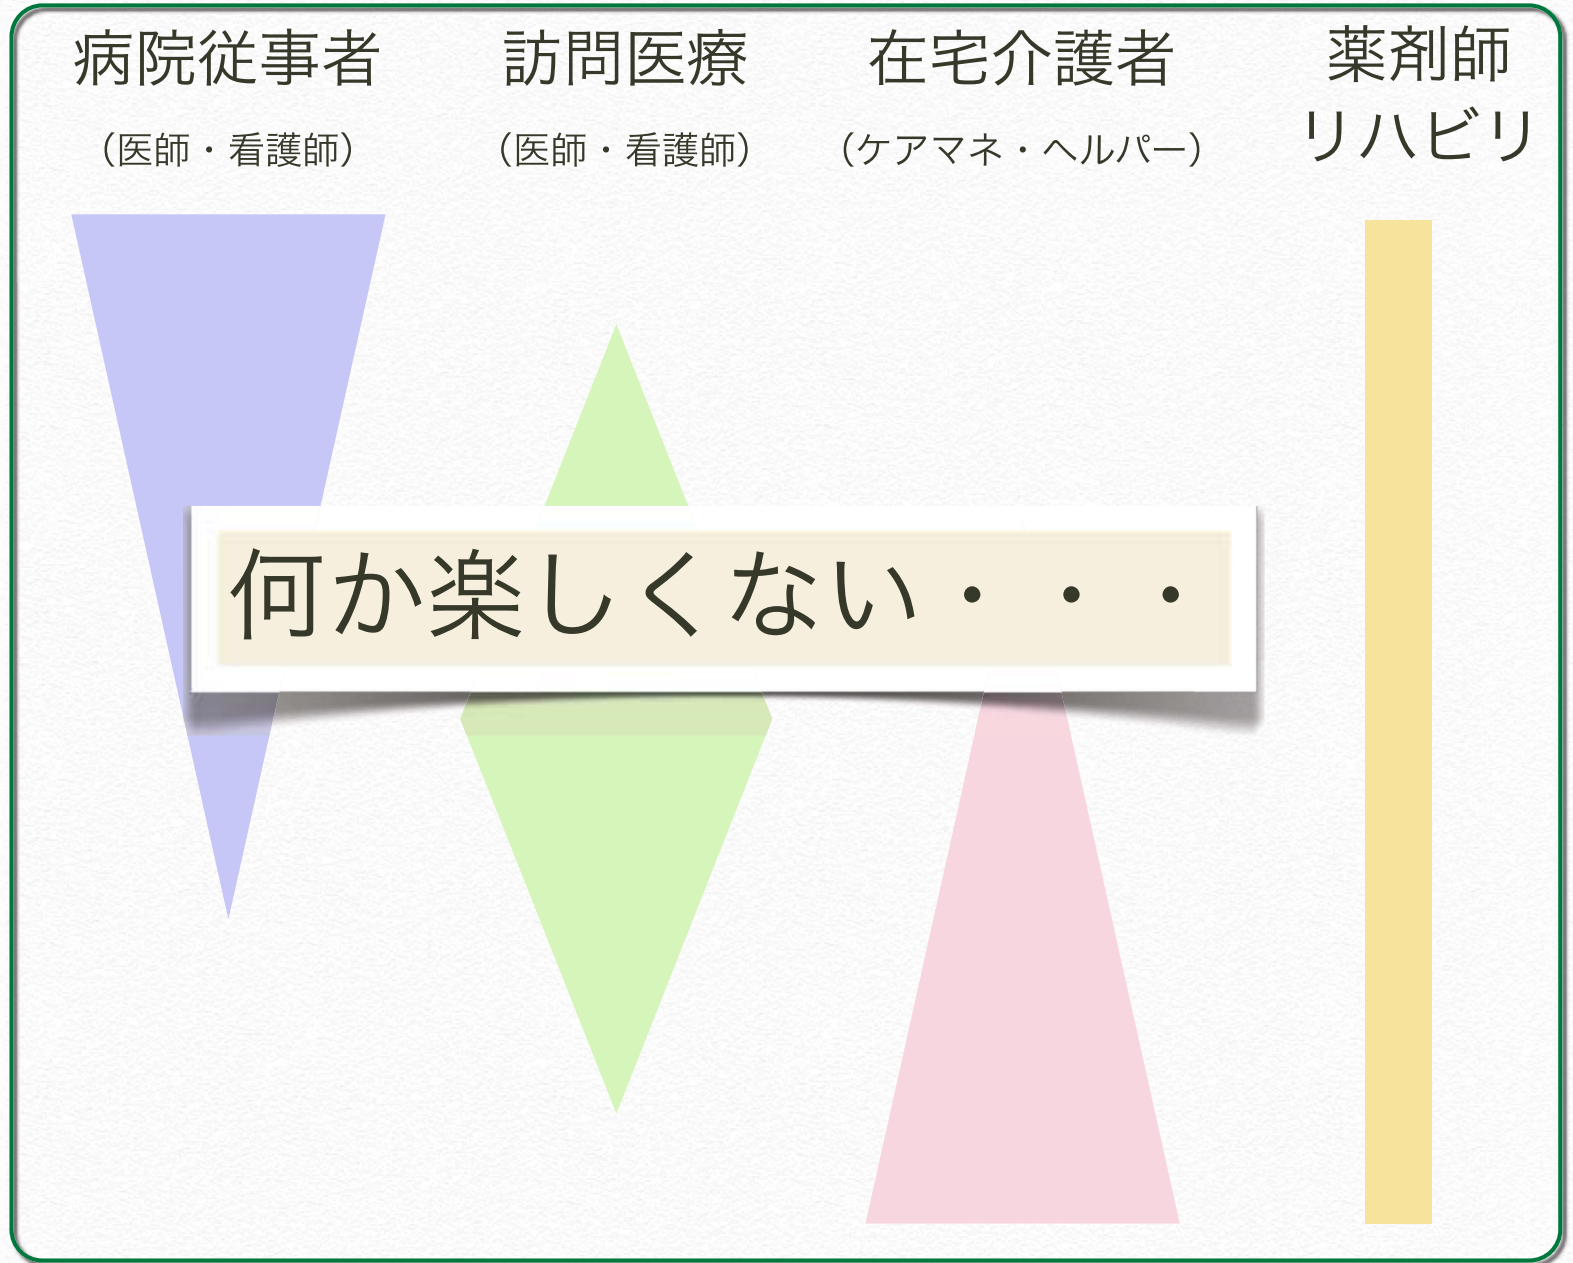 病院従事者
（医師・看護師）
訪問医療
（医師・看護師）
在宅介護者
（ケアマネ・ヘルパー）
薬剤師
リハビリ
何か楽しくない・・・